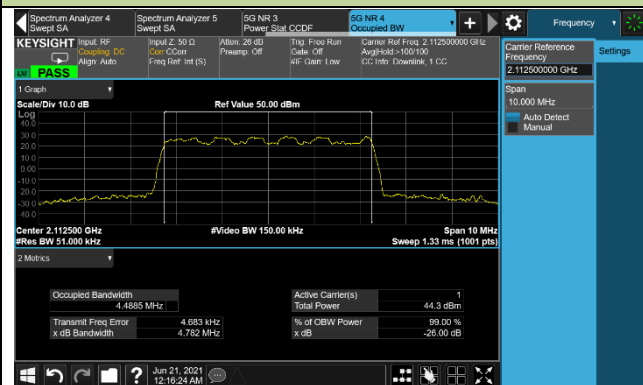 Spectrum Analyzer 4
Swept SA
Spectrum Analyzer 5
Swept SA
5G NR 3
Power Stat CCDF
5G NR 4
Occupied BW
Frequency
KEYSIGHT
Input: RF
Coupling: DC
Align: Auto
Input Z: 50 Ω
Corr CCorr
Freq Ref: Int (S)
Atten: 26 dB
Preamp: Off
Trig: Free Run
Gate: Off
#IF Gain: Low
Carrier Ref Freq: 2.112500000 GHz
Avg|Hold:>100/100
CC Info: Downlink, 1 CC
PASS
Carrier Reference
Frequency
2.112500000 GHz
Settings
Span
10.000 MHz
Auto Detect
Manual
1 Graph
Scale/Div 10.0 dB
Ref Value 50.00 dBm
Log
40.0
30.0
20.0
10.0
0.00
-10.0
-20.0
-30.0
-40.0
Center 2.112500 GHz
#Video BW 150.00 kHz
Span 10 MHz
#Res BW 51.000 kHz
Sweep 1.33 ms (1001 pts)
2 Metrics
Occupied Bandwidth
4.4885 MHz
Active Carrier(s)
1
Total Power
44.3 dBm
Transmit Freq Error
4.683 kHz
% of OBW Power
99.00 %
x dB Bandwidth
4.782 MHz
x dB
-26.00 dB
?
Jun 21, 2021
12:16:24 AM